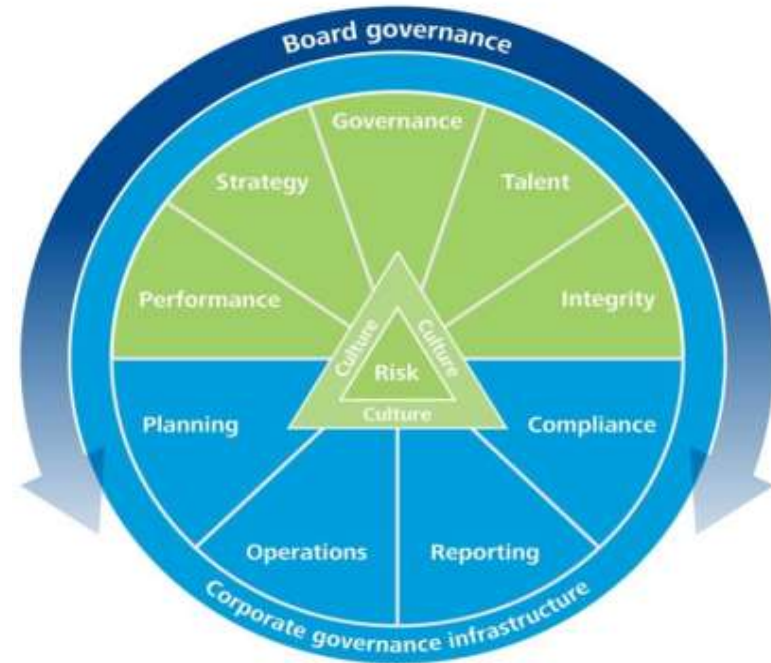 Board governance
Governance
Strategy
Talent
Performance
Integrity
Culture
Culture
Risk
Culture
Planning
Compliance
Operations
Reporting
Corporate governance infrastructure